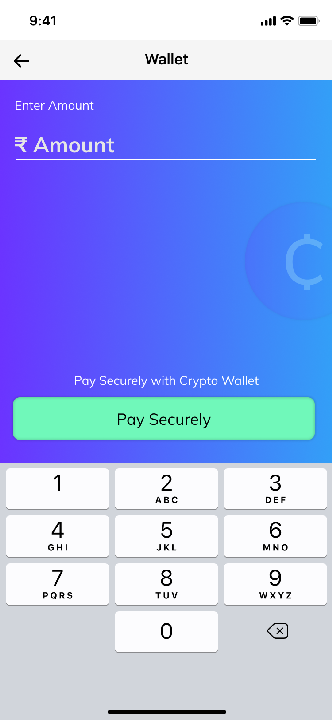 9:41
Wallet
Enter Amount
₹ Amount
₵
Pay Securely with Crypto Wallet
Pay Securely
1
2
ABC
3
DEF
4
GHI
5
JKL
6
MNO
7
PQRS
8
TUV
9
WXYZ
0